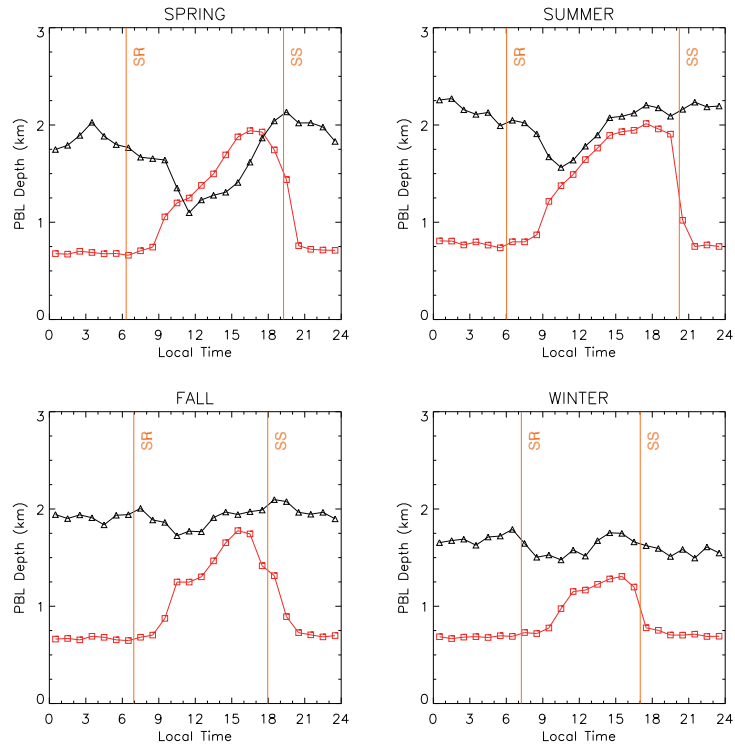 SPRING
3
2
1
0
PBL Depth (km)
SR
SS
0 3 6 9 12 15 18 21 24
Local Time
SUMMER
3
2
1
0
PBL Depth (km)
SR
SS
0 3 6 9 12 15 18 21 24
Local Time
FALL
3
2
1
0
PBL Depth (km)
SR
SS
0 3 6 9 12 15 18 21 24
Local Time
WINTER
3
2
1
0
PBL Depth (km)
SR
SS
0 3 6 9 12 15 18 21 24
Local Time